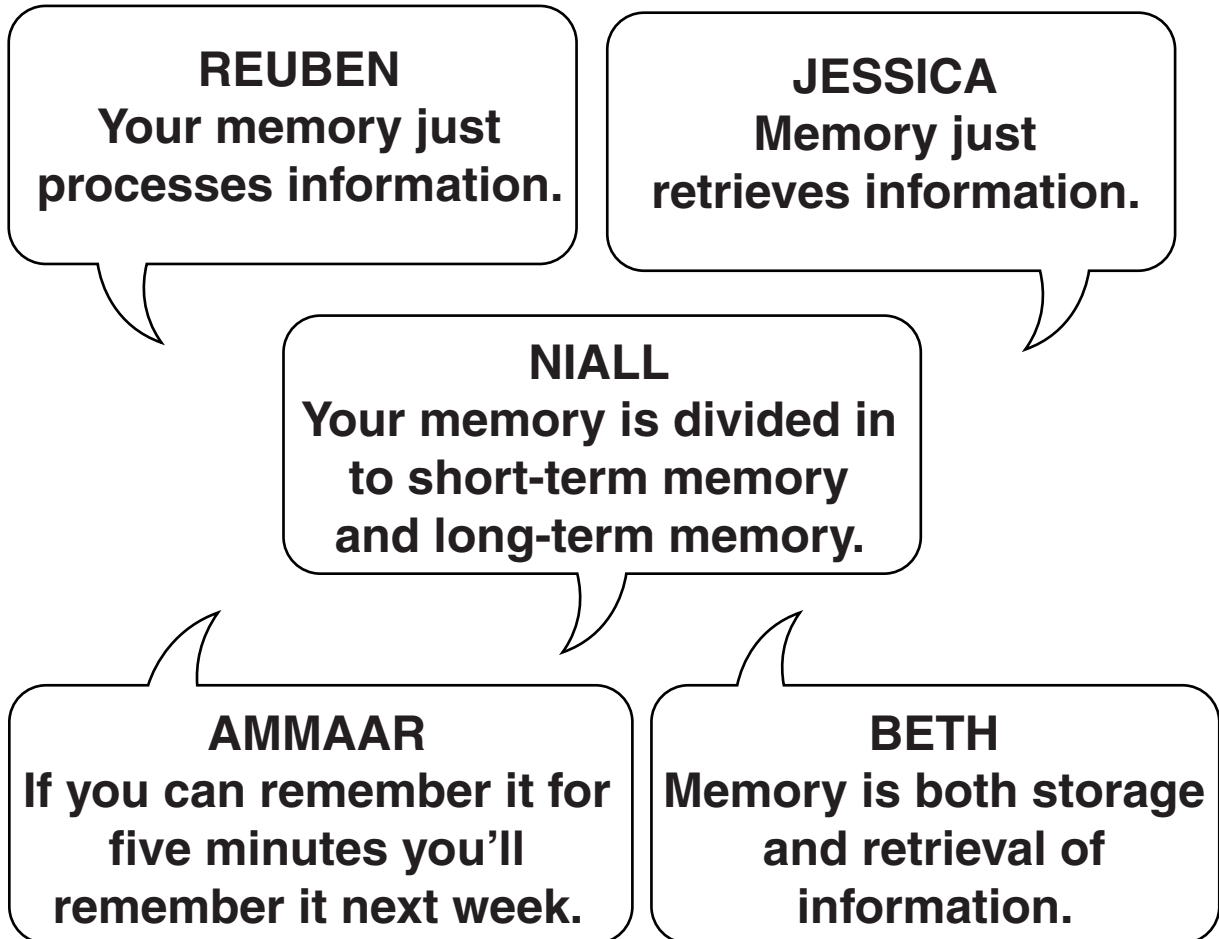 REUBEN
Your memory just
processes information.
JESSICA
Memory just
retrieves information.
NIALL
Your memory is divided in
to short-term memory
and long-term memory.
AMMAAR
If you can remember it for
five minutes you’ll
remember it next week.
BETH
Memory is both storage
and retrieval of
information.